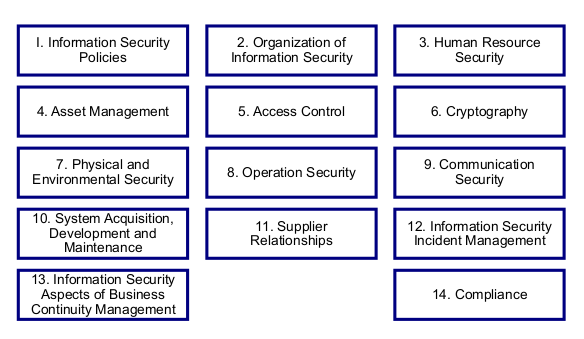 I. Information Security
Policies
2. Organization of
Information Security
3. Human Resource
Security
4. Asset Management
5. Access Control
6. Cryptography
7. Physical and
Environmental Security
8. Operation Security
9. Communication
Security
10. System Acquisition,
Development and
Maintenance
11. Supplier
Relationships
12. Information Security
Incident Management
13. Information Security
Aspects of Business
Continuity Management
14. Compliance